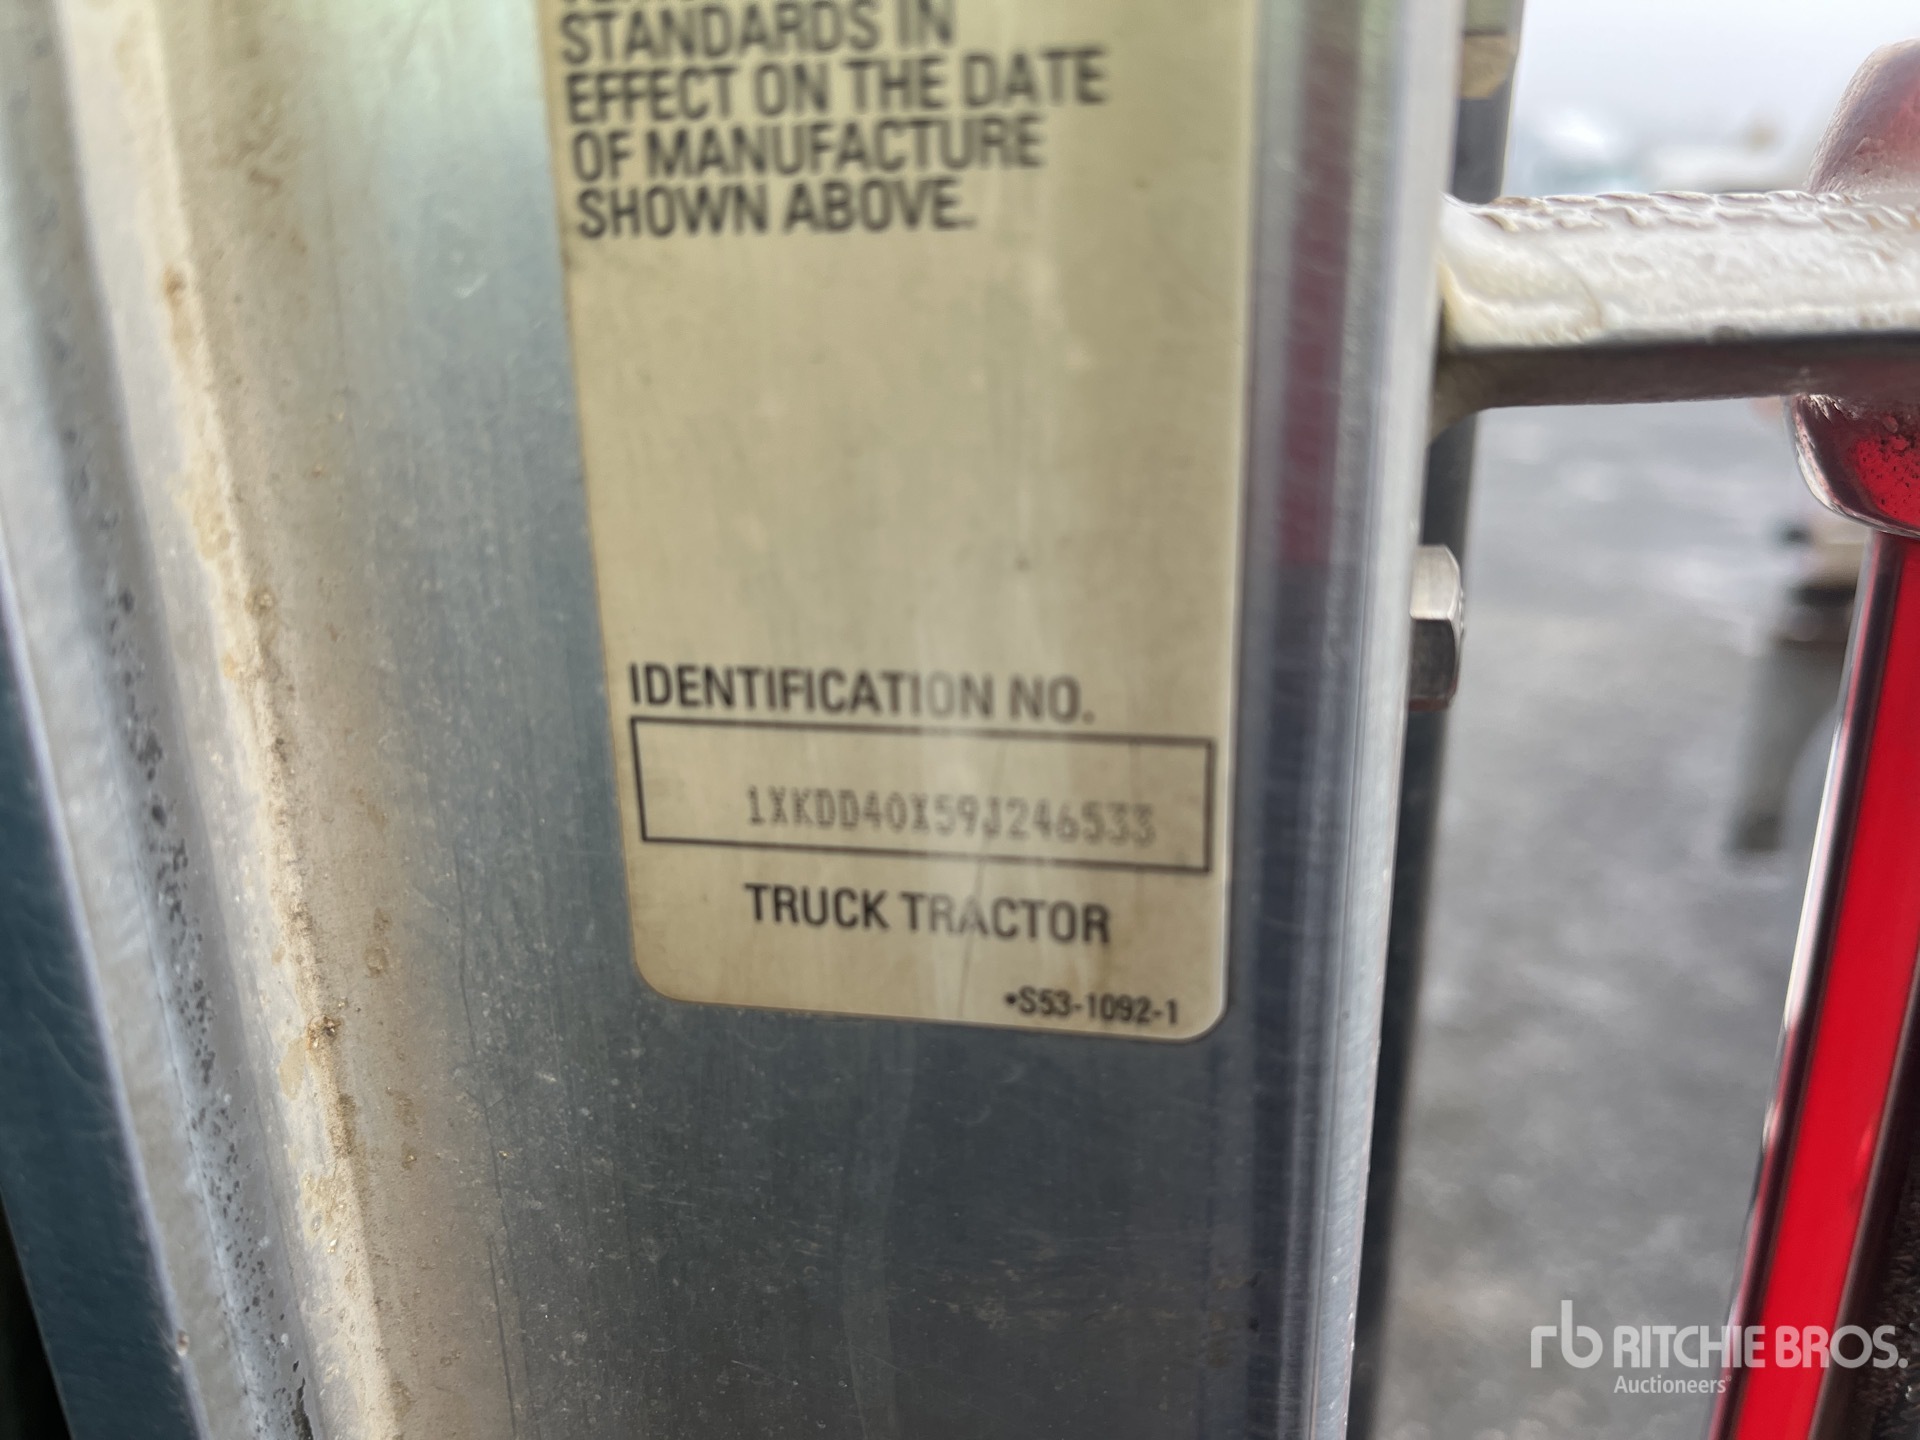 STANDARDS IN
EFFECT ON THE DATE
OF MANUFACTURE
SHOWN ABOVE.
IDENTIFICATION NO.
1XKDD40X59J246533
TRUCK TRACTOR
•S53-1092-1
rb RITCHIE BROS.
Auctioneers